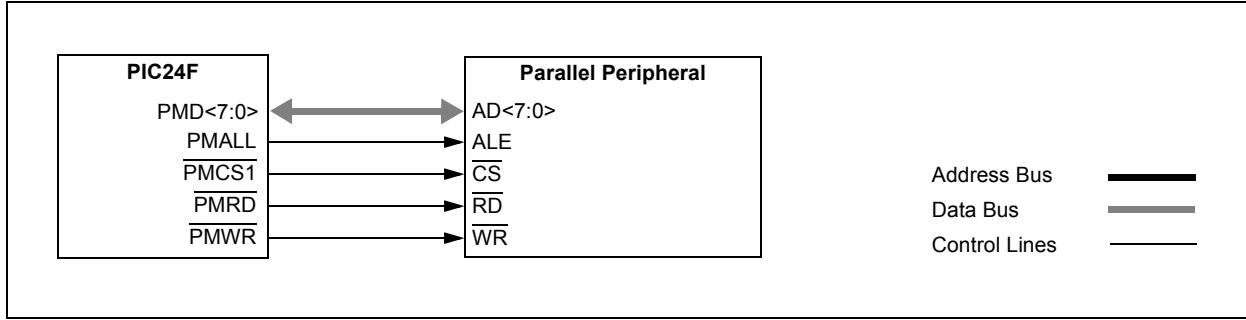 PIC24F
PMD<7:0>
PMALL
PMCS1
PMRD
PMWR
Parallel Peripheral
AD<7:0>
ALE
CS
RD
WR
Address Bus
Data Bus
Control Lines